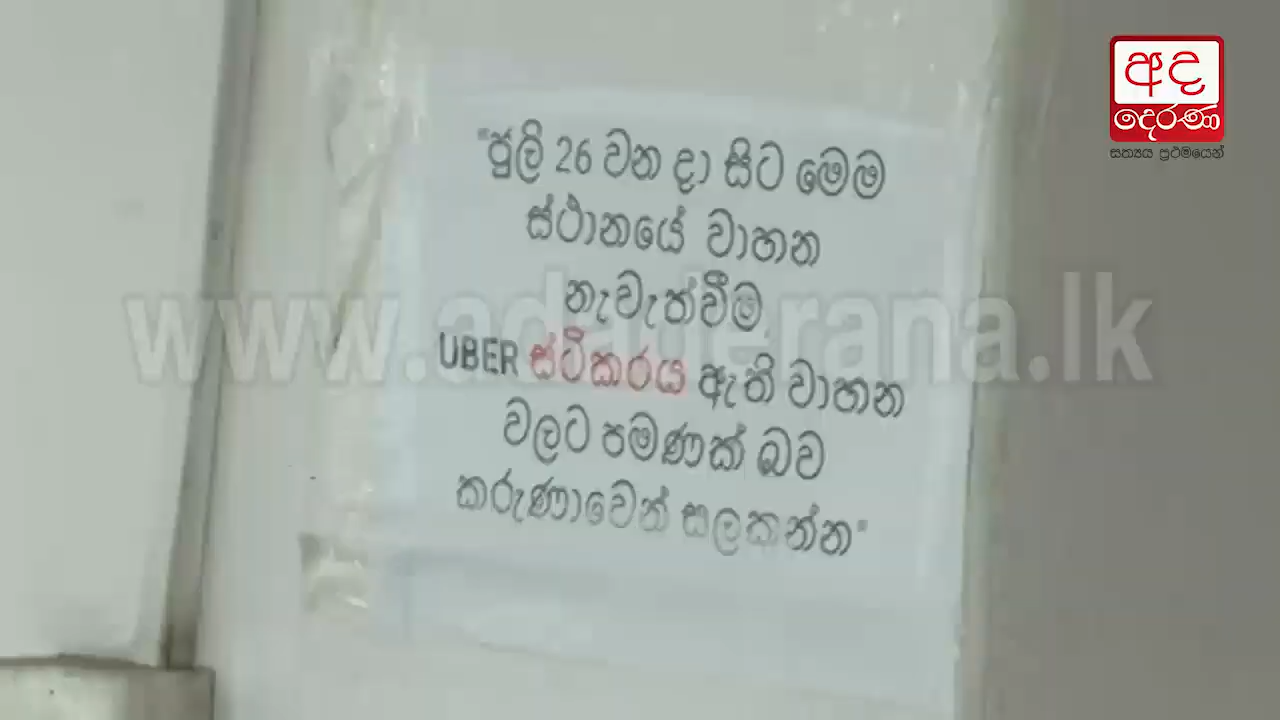 අද
දෙරණ
සත්‍යය ප්‍රථමයෙන්
"ජුලි 26 වන දා සිට මෙම
ස්ථානයේ වාහන
නැවැත්වීම
UBER ස්ටිකරය ඇති වාහන
වලට පමණක් බව
කරුණාවෙන් සලකන්න"
www.adaderana.lk